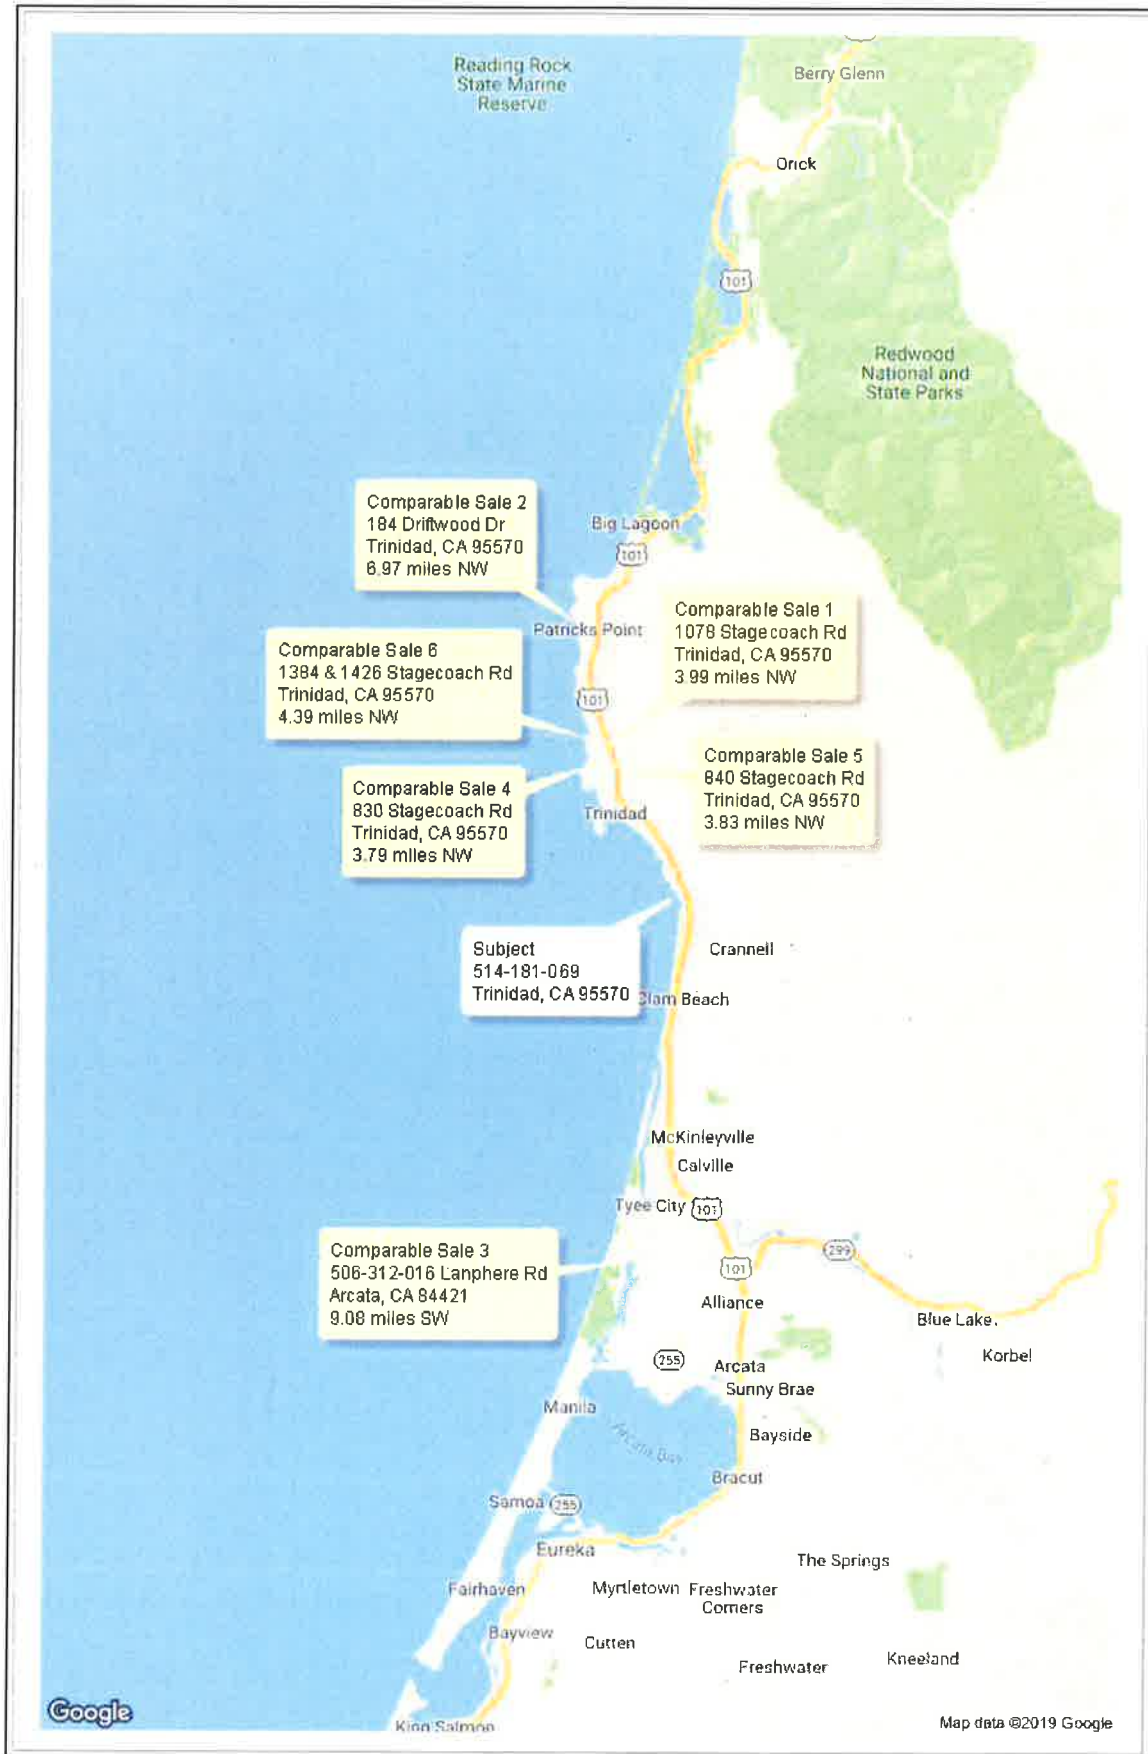 Reading Rock
State Marine
Reserve
Berry Glenn
Orick
101
Redwood
National and
State Parks
Comparable Sale 2
184 Driftwood Dr
Trinidad, CA 95570
6.97 miles NW
Big Lagoon
101
Comparable Sale 1
1078 Stagecoach Rd
Trinidad, CA 95570
3.99 miles NW
Patricks Point
Comparable Sale 6
1384 & 1426 Stagecoach Rd
Trinidad, CA 95570
4.39 miles NW
101
Comparable Sale 5
840 Stagecoach Rd
Trinidad, CA 95570
3.83 miles NW
Comparable Sale 4
830 Stagecoach Rd
Trinidad, CA 95570
3.79 miles NW
Trinidad
Subject
514-181-069
Trinidad, CA 95570
Crannell
Clam Beach
McKinleyville
Calville
Tyee City 101
Comparable Sale 3
506-312-016 Lanphere Rd
Arcata, CA 84421
9.08 miles SW
299
101
Alliance
Blue Lake
Korbel
255
Arcata
Sunny Brae
Manila
Bayside
Arcata Bay
Bracut
Samoa 255
Eureka
The Springs
Fairhaven
Myrtletown
Freshwater
Corners
Bayview
Cutten
Freshwater
Kneeland
Google
King Salmon
Map data ©2019 Google